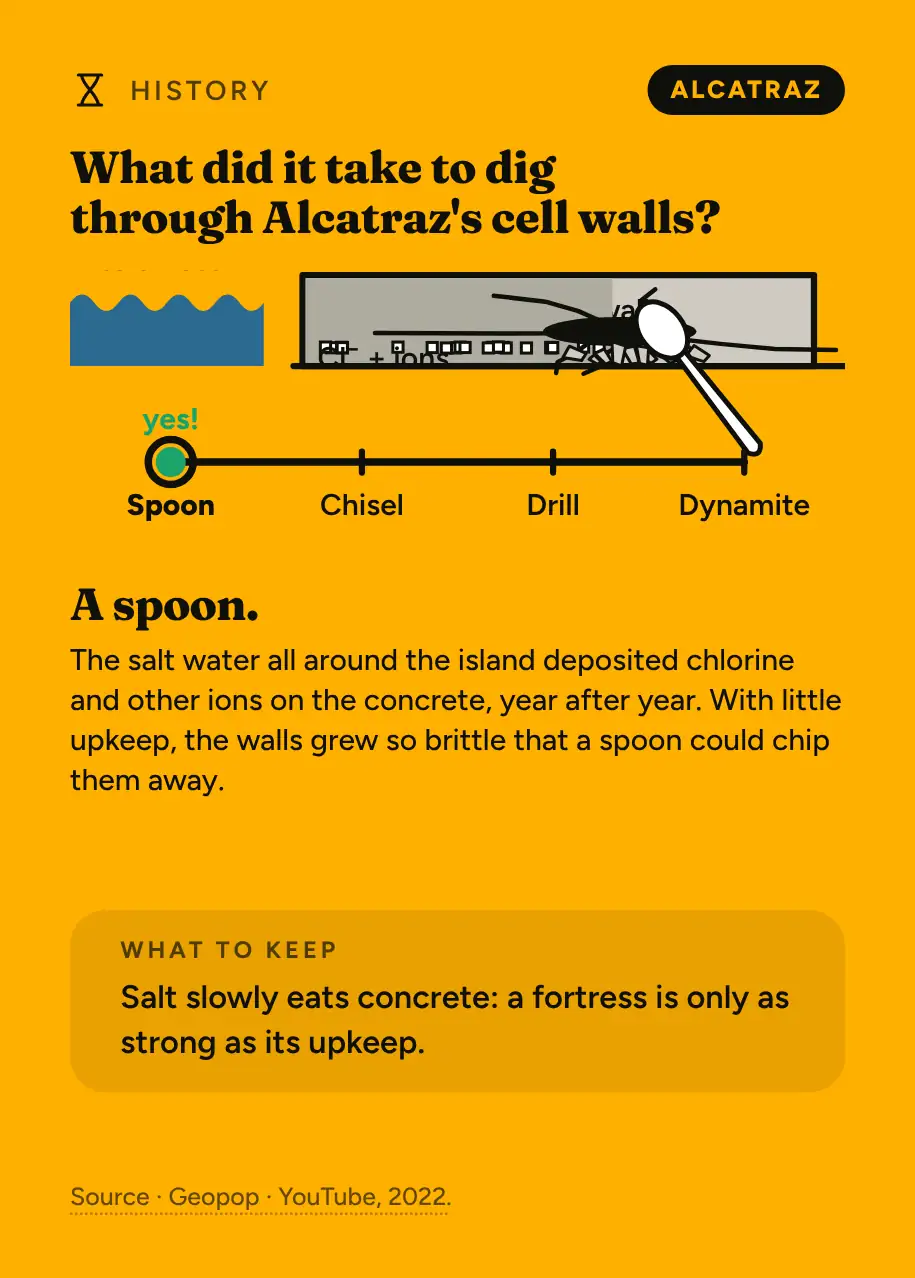 HISTORY
ALCATRAZ
What did it take to dig
through Alcatraz's cell walls?
Cl⁻ + ions
yes!
Spoon
Chisel
Drill
Dynamite
A spoon.
The salt water all around the island deposited chlorine
and other ions on the concrete, year after year. With little
upkeep, the walls grew so brittle that a spoon could chip
them away.
WHAT TO KEEP
Salt slowly eats concrete: a fortress is only as
strong as its upkeep.
Source · Geopop · YouTube, 2022.